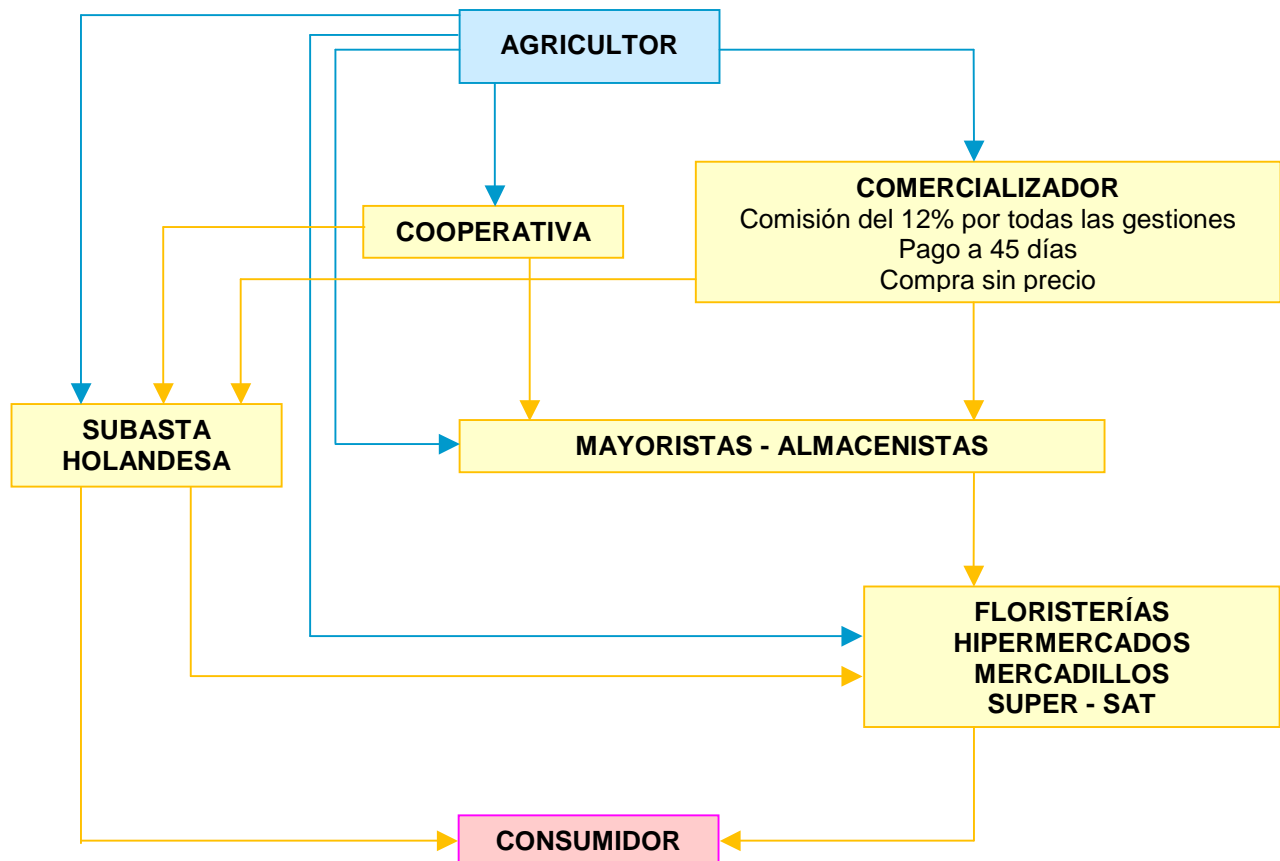 AGRICULTOR
COMERCIALIZADOR
Comisión del 12% por todas las gestiones
Pago a 45 días
Compra sin precio
COOPERATIVA
SUBASTA
HOLANDESA
MAYORISTAS - ALMACENISTAS
FLORISTERÍAS
HIPERMERCADOS
MERCADILLOS
SUPER - SAT
CONSUMIDOR